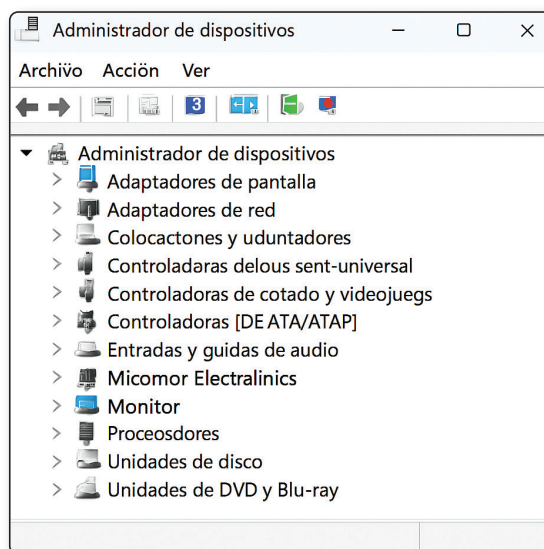 Administrador de dispositivos
Archivo Acciön Ver
3
Administrador de dispositivos
Adaptadores de pantalla
Adaptadores de red
Colocactones y uduntadores
Controladaras delous sent-universal
Controladoras de cotado y videojuegs
Controladoras [DE ATA/ATAP]
Entradas y guidas de audio
Micomor Electralinics
Monitor
Proceosdores
Unidades de disco
Unidades de DVD y Blu-ray